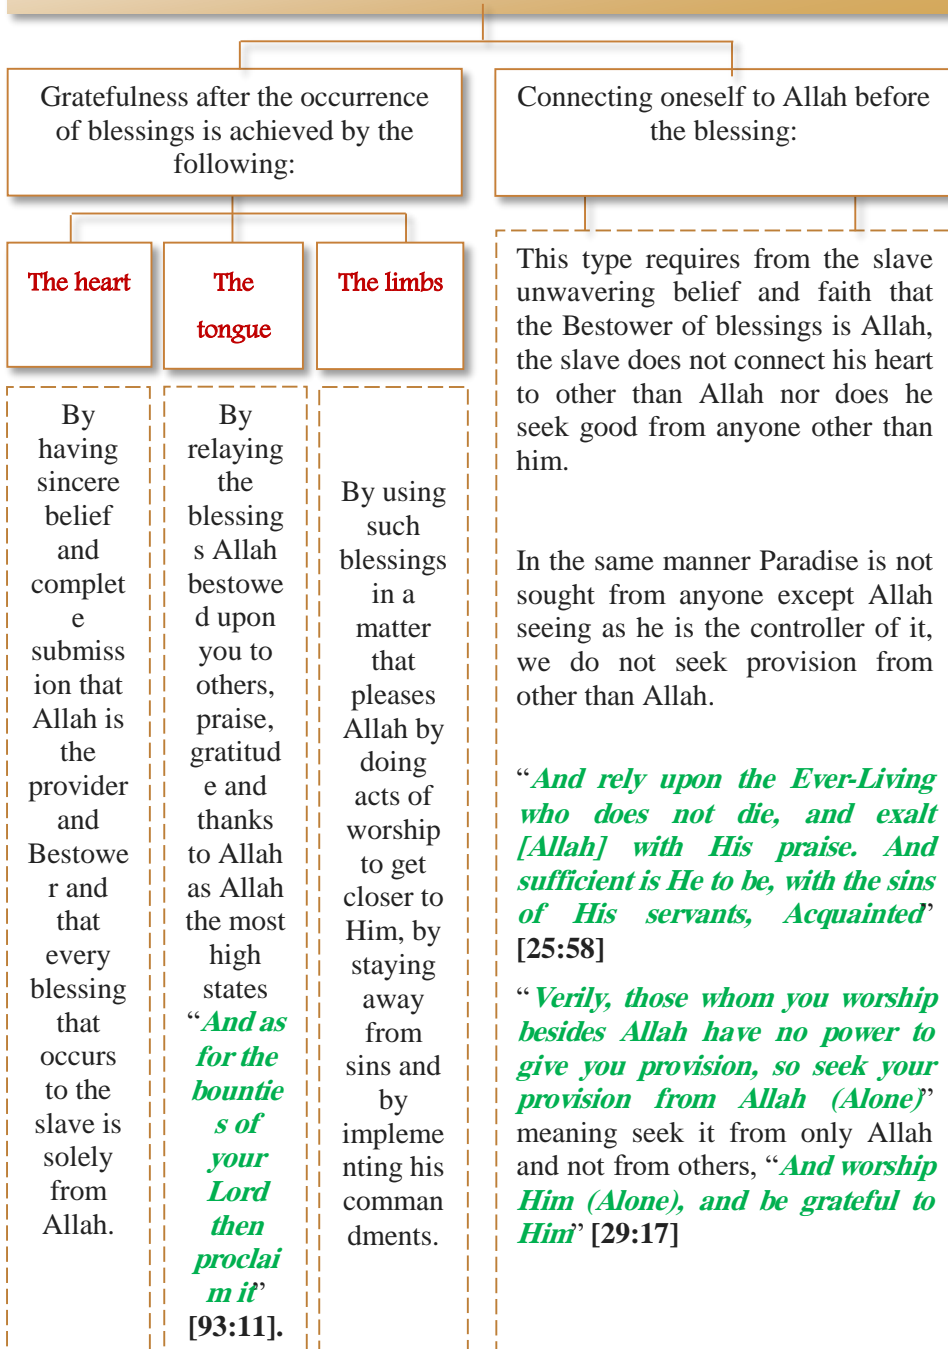 Gratefulness after the occurrence
of blessings is achieved by the
following:
The heart
By
having
sincere
belief
and
complet
e
submiss
ion that
Allah is
the
provider
and
Bestowe
r and
that
every
blessing
that
occurs
to the
slave is
solely
from
Allah.
The
tongue
By
relaying
the
blessing
s Allah
bestowe
d upon
you to
others,
praise,
gratitud
e and
thanks
to Allah
as Allah
the most
high
states
“And as
for the
bountie
s of
your
Lord
then
proclai
m it”
[93:11].
The limbs
By using
such
blessings
in a
matter
that
pleases
Allah by
doing
acts of
worship
to get
closer to
Him, by
staying
away
from
sins and
by
impleme
nting his
comman
dments.
Connecting oneself to Allah before
the blessing:
This type requires from the slave
unwavering belief and faith that
the Bestower of blessings is Allah,
the slave does not connect his heart
to other than Allah nor does he
seek good from anyone other than
him.
In the same manner Paradise is not
sought from anyone except Allah
seeing as he is the controller of it,
we do not seek provision from
other than Allah.
“And rely upon the Ever-Living
who does not die, and exalt
[Allah] with His praise. And
sufficient is He to be, with the sins
of His servants, Acquainted”
[25:58]
“Verily, those whom you worship
besides Allah have no power to
give you provision, so seek your
provision from Allah (Alone)”
meaning seek it from only Allah
and not from others, “And worship
Him (Alone), and be grateful to
Him” [29:17]